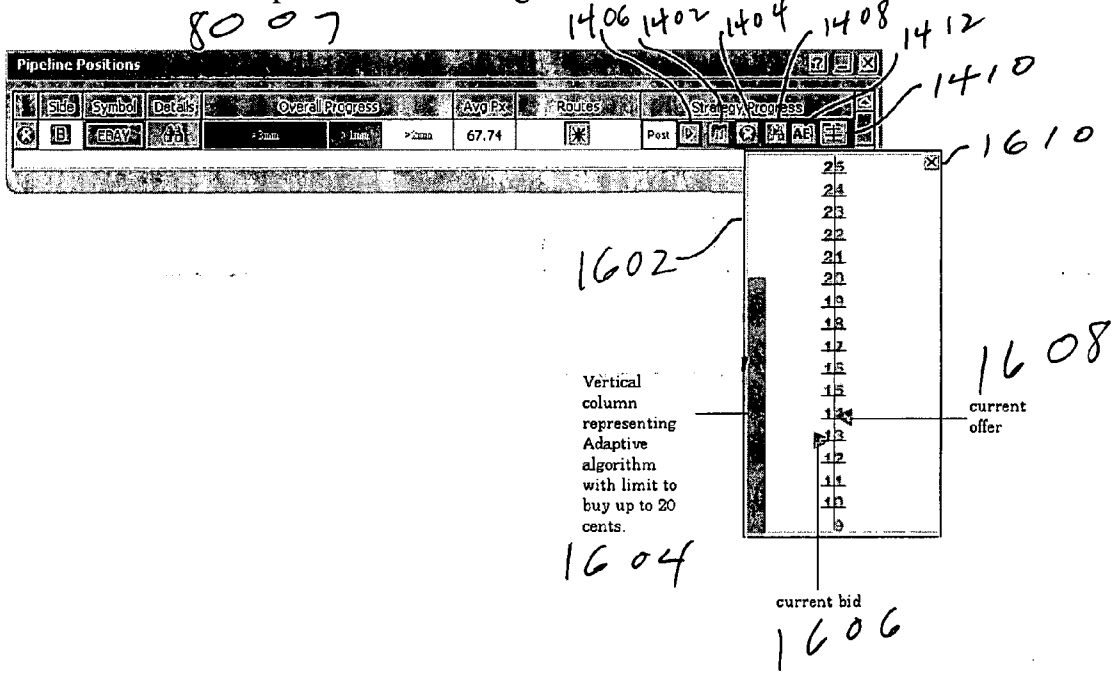 8007
1406 1402 1404 1408 1412 1410
Pipeline Positions
Side Symbol Details Overall Progress Avg Px Routes Strategy Progress
B EBAY >3mm >1mm >2mm 67.74 Post AE
1610
25
24
23
22
21
20
19
18
17
16
15
14
13
12
11
10
9
1602
1608
current
offer
Vertical
column
representing
Adaptive
algorithm
with limit to
buy up to 20
cents.
1604
current bid
1606